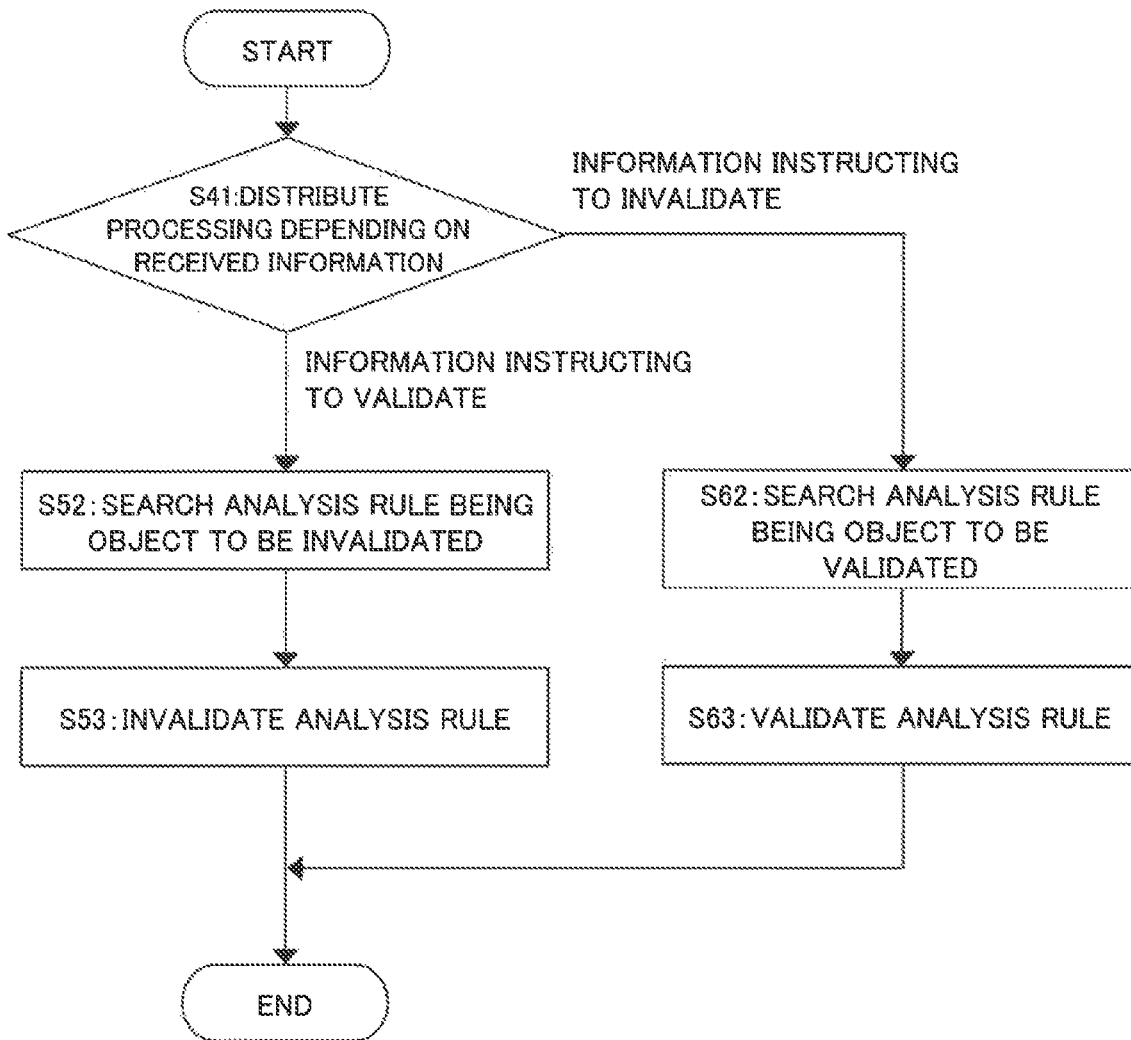 START
INFORMATION INSTRUCTING
TO INVALIDATE
S41:DISTRIBUTE
PROCESSING DEPENDING ON
RECEIVED INFORMATION
INFORMATION INSTRUCTING
TO VALIDATE
S52:SEARCH ANALYSIS RULE BEING
OBJECT TO BE INVALIDATED
S62:SEARCH ANALYSIS RULE
BEING OBJECT TO BE
VALIDATED
S53:INVALIDATE ANALYSIS RULE
S63:VALIDATE ANALYSIS RULE
END